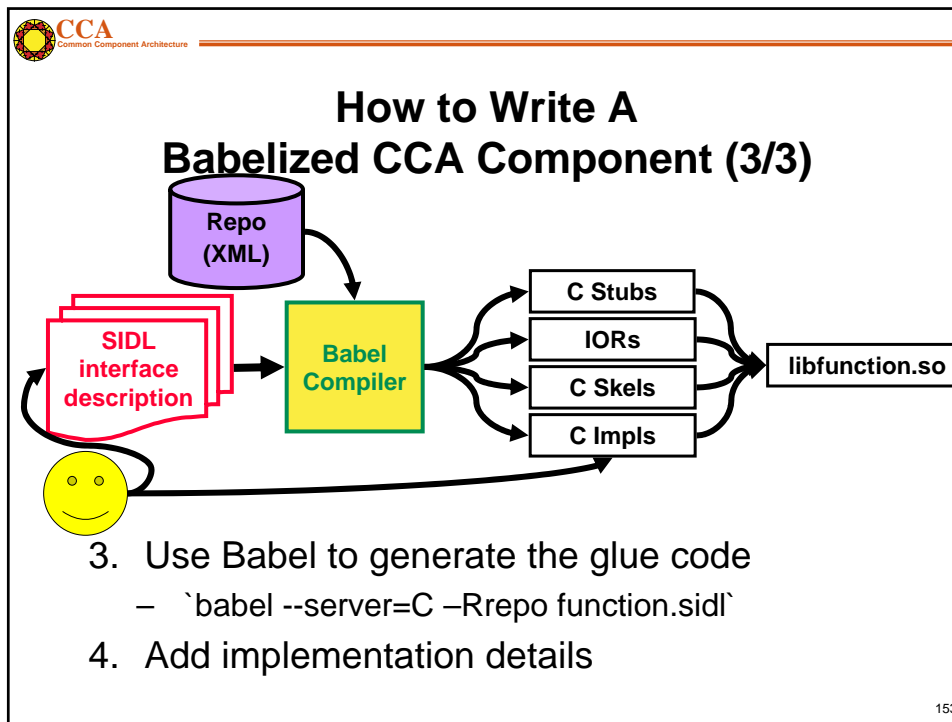 CCA
Common Component Architecture
How to Write A
Babelized CCA Component (3/3)
Repo
(XML)
SIDL
interface
description
Babel
Compiler
C Stubs
IORs
C Skels
C Impls
libfunction.so
3. Use Babel to generate the glue code
– `babel --server=C –Rrepo function.sidl`
4. Add implementation details
153